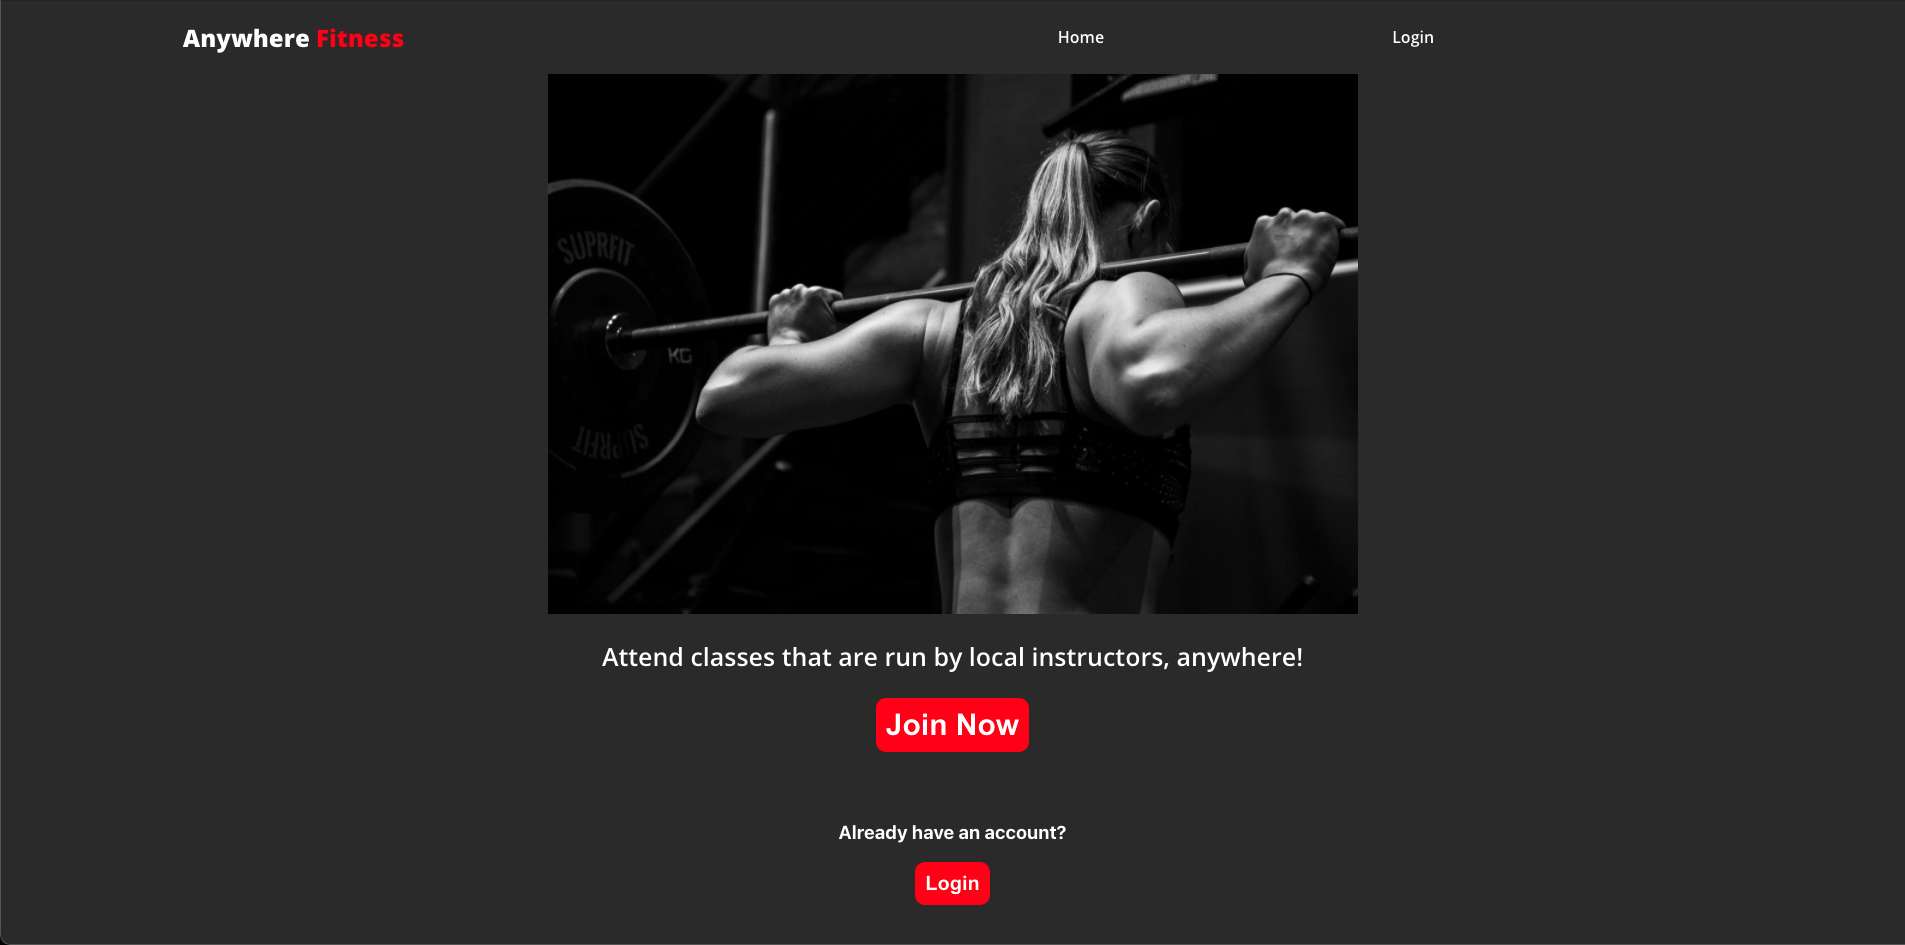 Anywhere Fitness
Home
Login
SUPRFIT
KG
SUPRFIT
Attend classes that are run by local instructors, anywhere!
Join Now
Already have an account?
Login